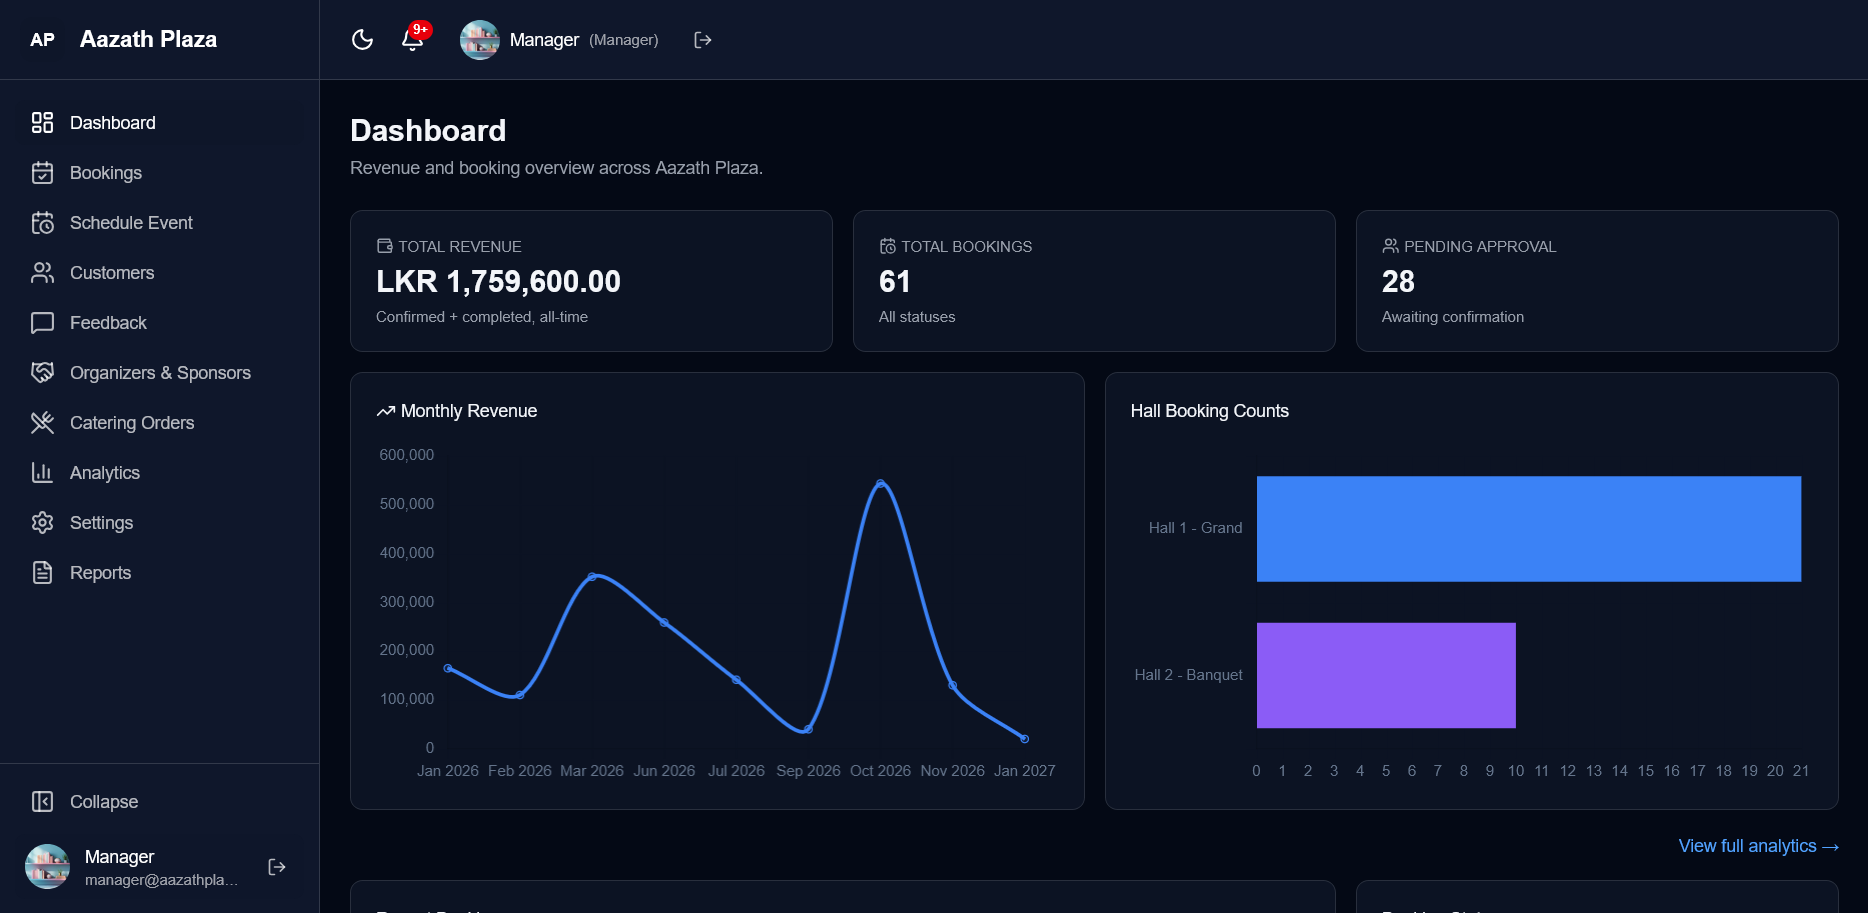 AP Aazath Plaza
9+
Manager (Manager)
Dashboard
Bookings
Schedule Event
Customers
Feedback
Organizers & Sponsors
Catering Orders
Analytics
Settings
Reports
Collapse
Manager
manager@aazathpla...
Dashboard
Revenue and booking overview across Aazath Plaza.
TOTAL REVENUE
LKR 1,759,600.00
Confirmed + completed, all-time
TOTAL BOOKINGS
61
All statuses
PENDING APPROVAL
28
Awaiting confirmation
Monthly Revenue
600,000
500,000
400,000
300,000
200,000
100,000
0
Jan 2026 Feb 2026 Mar 2026 Jun 2026 Jul 2026 Sep 2026 Oct 2026 Nov 2026 Jan 2027
Hall Booking Counts
Hall 1 - Grand
Hall 2 - Banquet
0 1 2 3 4 5 6 7 8 9 10 11 12 13 14 15 16 17 18 19 20 21
View full analytics →